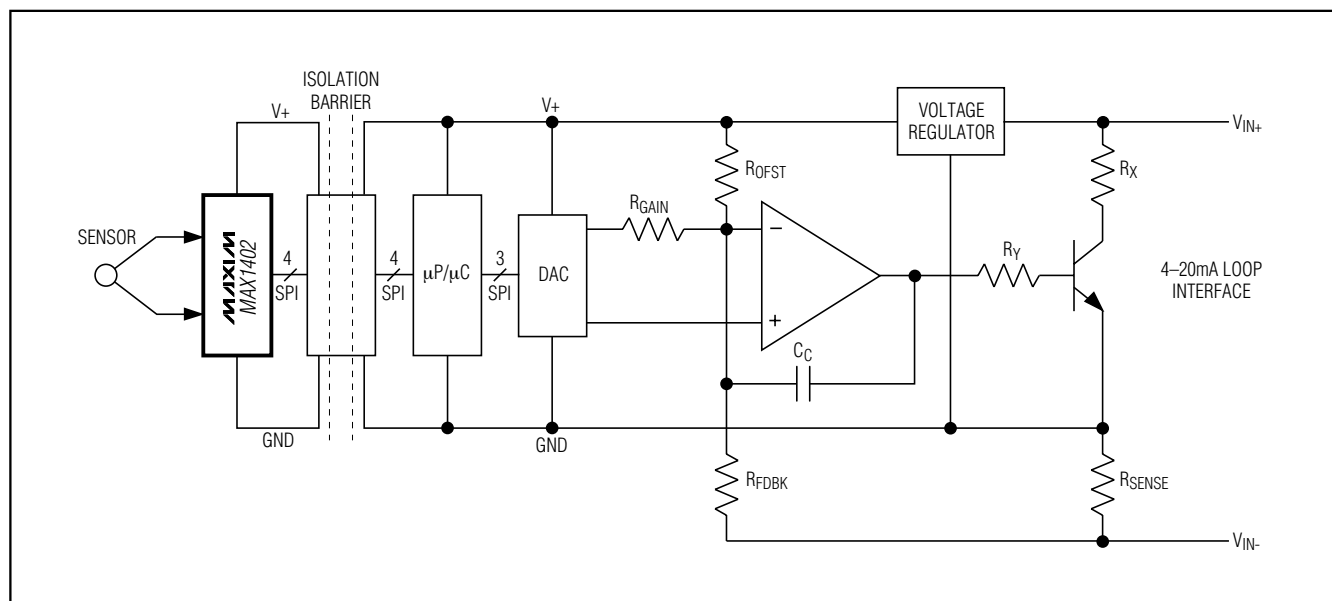 ISOLATION
BARRIER
V+
V+
VOLTAGE
REGULATOR
VIN+
ROFST
RX
RGAIN
SENSOR
MAXIM
MAX1402
4
SPI
4
SPI
µP/µC
3
SPI
DAC
−
+
RY
4–20mA LOOP
INTERFACE
CC
GND
GND
RFDBK
RSENSE
VIN-